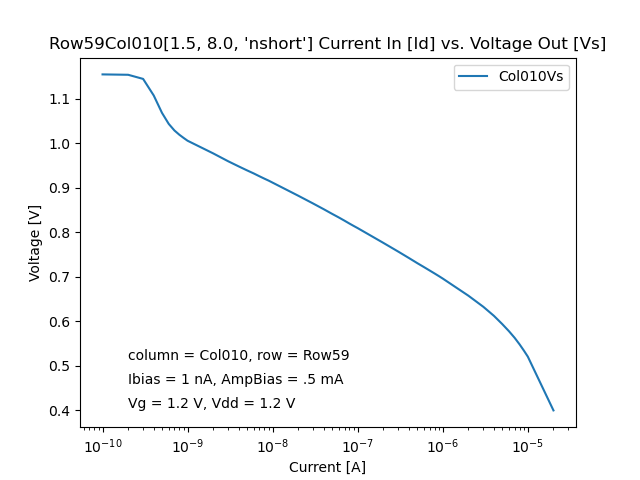 Row59Col010[1.5, 8.0, 'nshort'] Current In [Id] vs. Voltage Out [Vs]
Col010Vs
1.1
1.0
0.9
0.8
0.7
0.6
0.5
0.4
Voltage [V]
column = Col010, row = Row59
Ibias = 1 nA, AmpBias = .5 mA
Vg = 1.2 V, Vdd = 1.2 V
10⁻¹⁰ 10⁻⁹ 10⁻⁸ 10⁻⁷ 10⁻⁶ 10⁻⁵
Current [A]